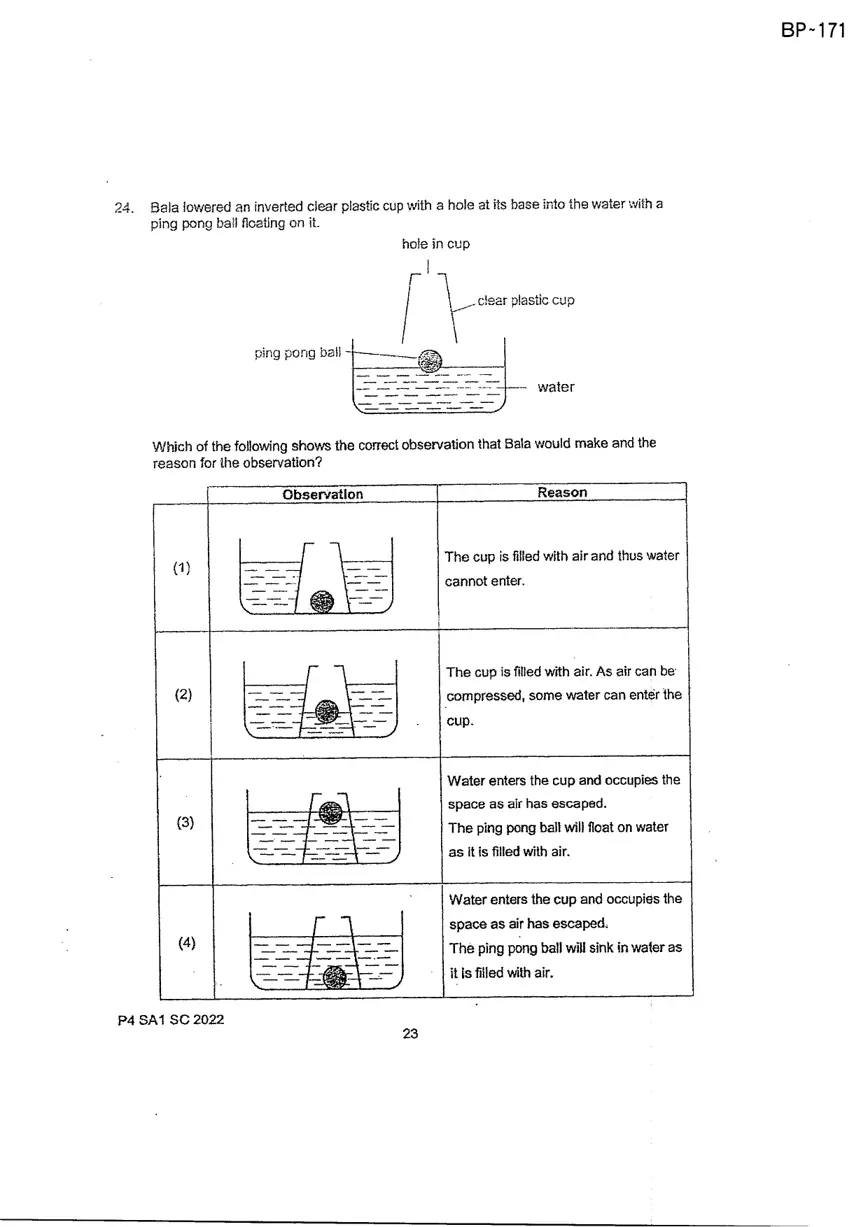 BP-171
24. Bala lowered an inverted clear plastic cup with a hole at its base into the water with a
ping pong ball floating on it.
hole in cup
clear plastic cup
ping pong ball
water
Which of the following shows the correct observation that Bala would make and the
reason for the observation?
Observation Reason
(1)
The cup is filled with air and thus water
cannot enter.
(2)
The cup is filled with air. As air can be
compressed, some water can enter the
cup.
(3)
Water enters the cup and occupies the
space as air has escaped.
The ping pong ball will float on water
as it is filled with air.
(4)
Water enters the cup and occupies the
space as air has escaped.
The ping pong ball will sink in water as
it is filled with air.
P4 SA1 SC 2022
23